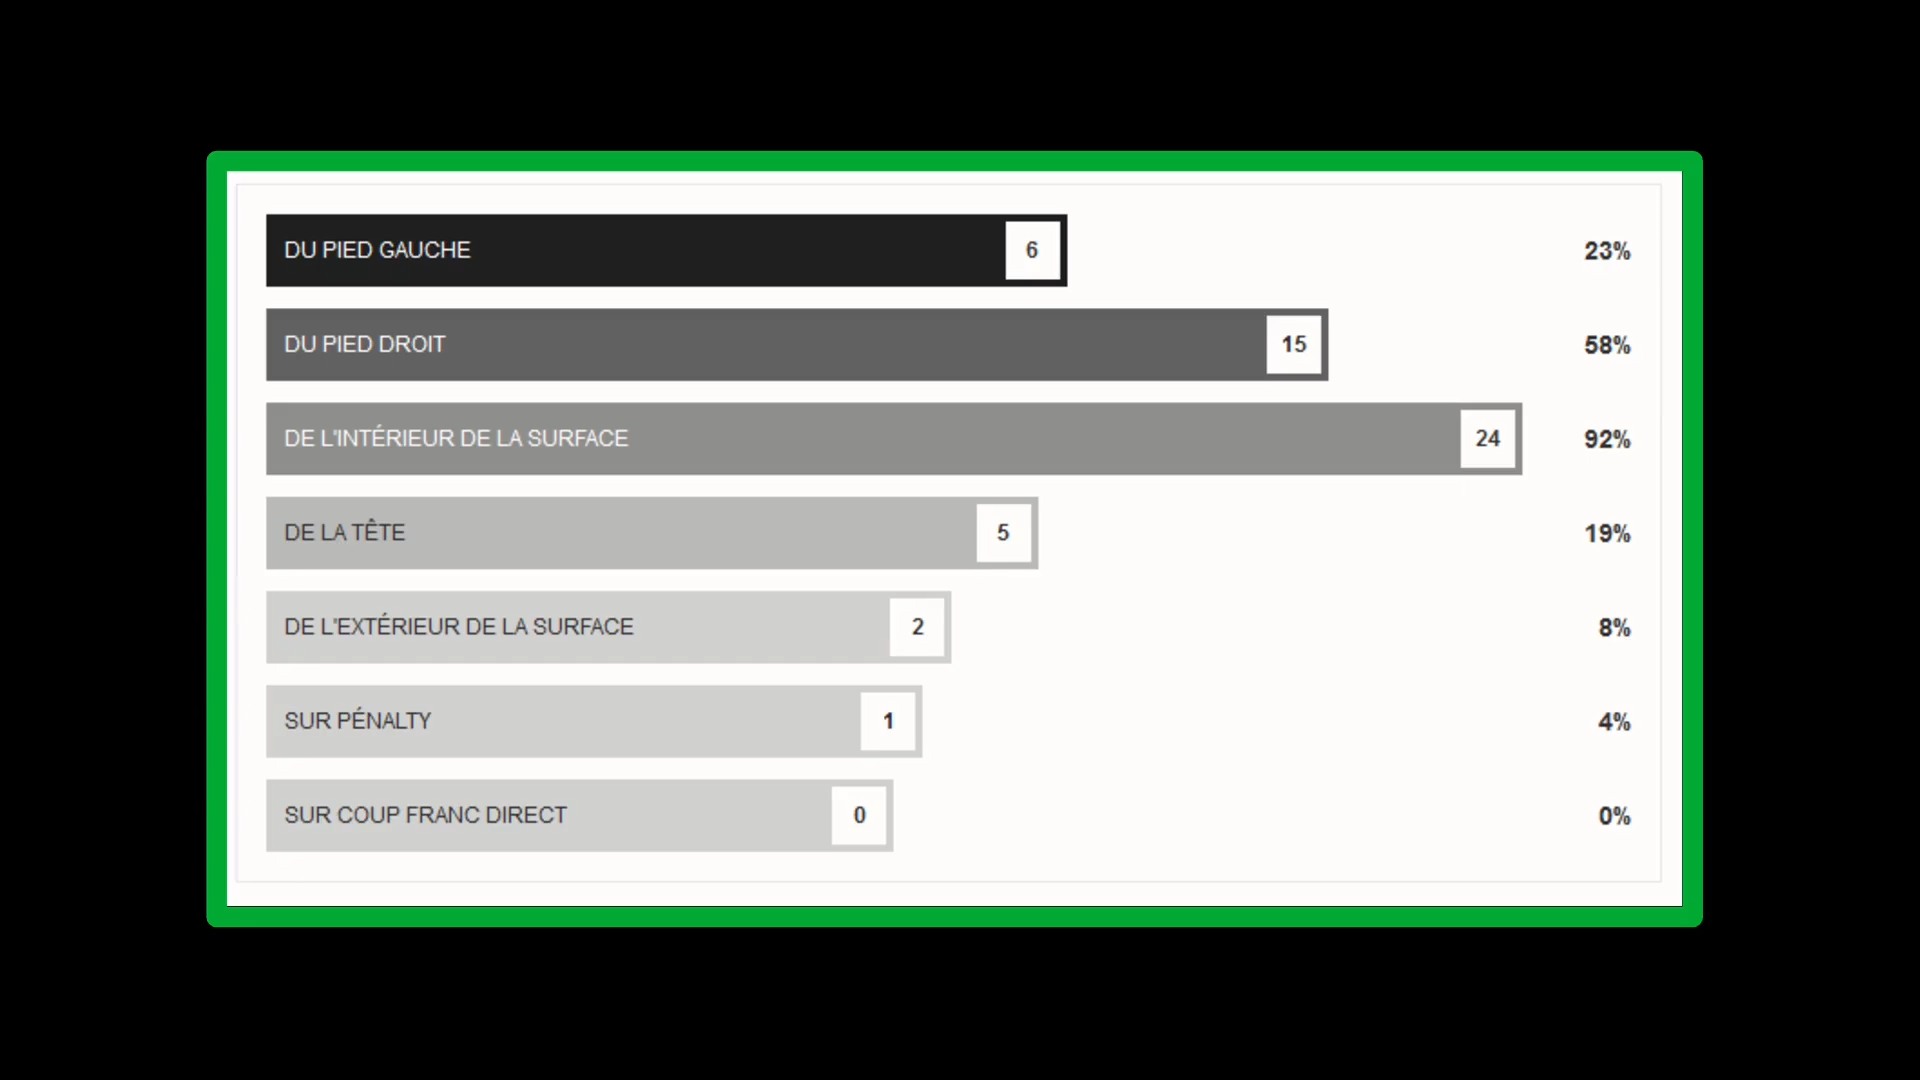 DU PIED GAUCHE 6 23%
DU PIED DROIT 15 58%
DE L'INTÉRIEUR DE LA SURFACE 24 92%
DE LA TÊTE 5 19%
DE L'EXTÉRIEUR DE LA SURFACE 2 8%
SUR PÉNALTY 1 4%
SUR COUP FRANC DIRECT 0 0%